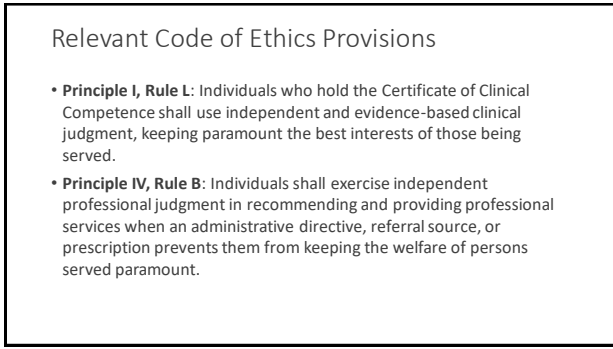 Relevant Code of Ethics Provisions
• Principle I, Rule L: Individuals who hold the Certificate of Clinical
Competence shall use independent and evidence-based clinical
judgment, keeping paramount the best interests of those being
served.
• Principle IV, Rule B: Individuals shall exercise independent
professional judgment in recommending and providing professional
services when an administrative directive, referral source, or
prescription prevents them from keeping the welfare of persons
served paramount.